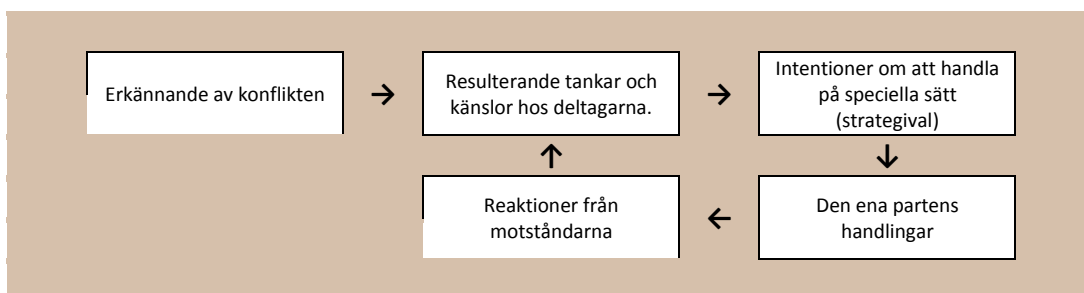 Erkännande av konflikten
→
Resulterande tankar och
känslor hos deltagarna.
→
Intentioner om att handla
på speciella sätt
(strategival)
↑
↓
Reaktioner från
motståndarna
←
Den ena partens
handlingar